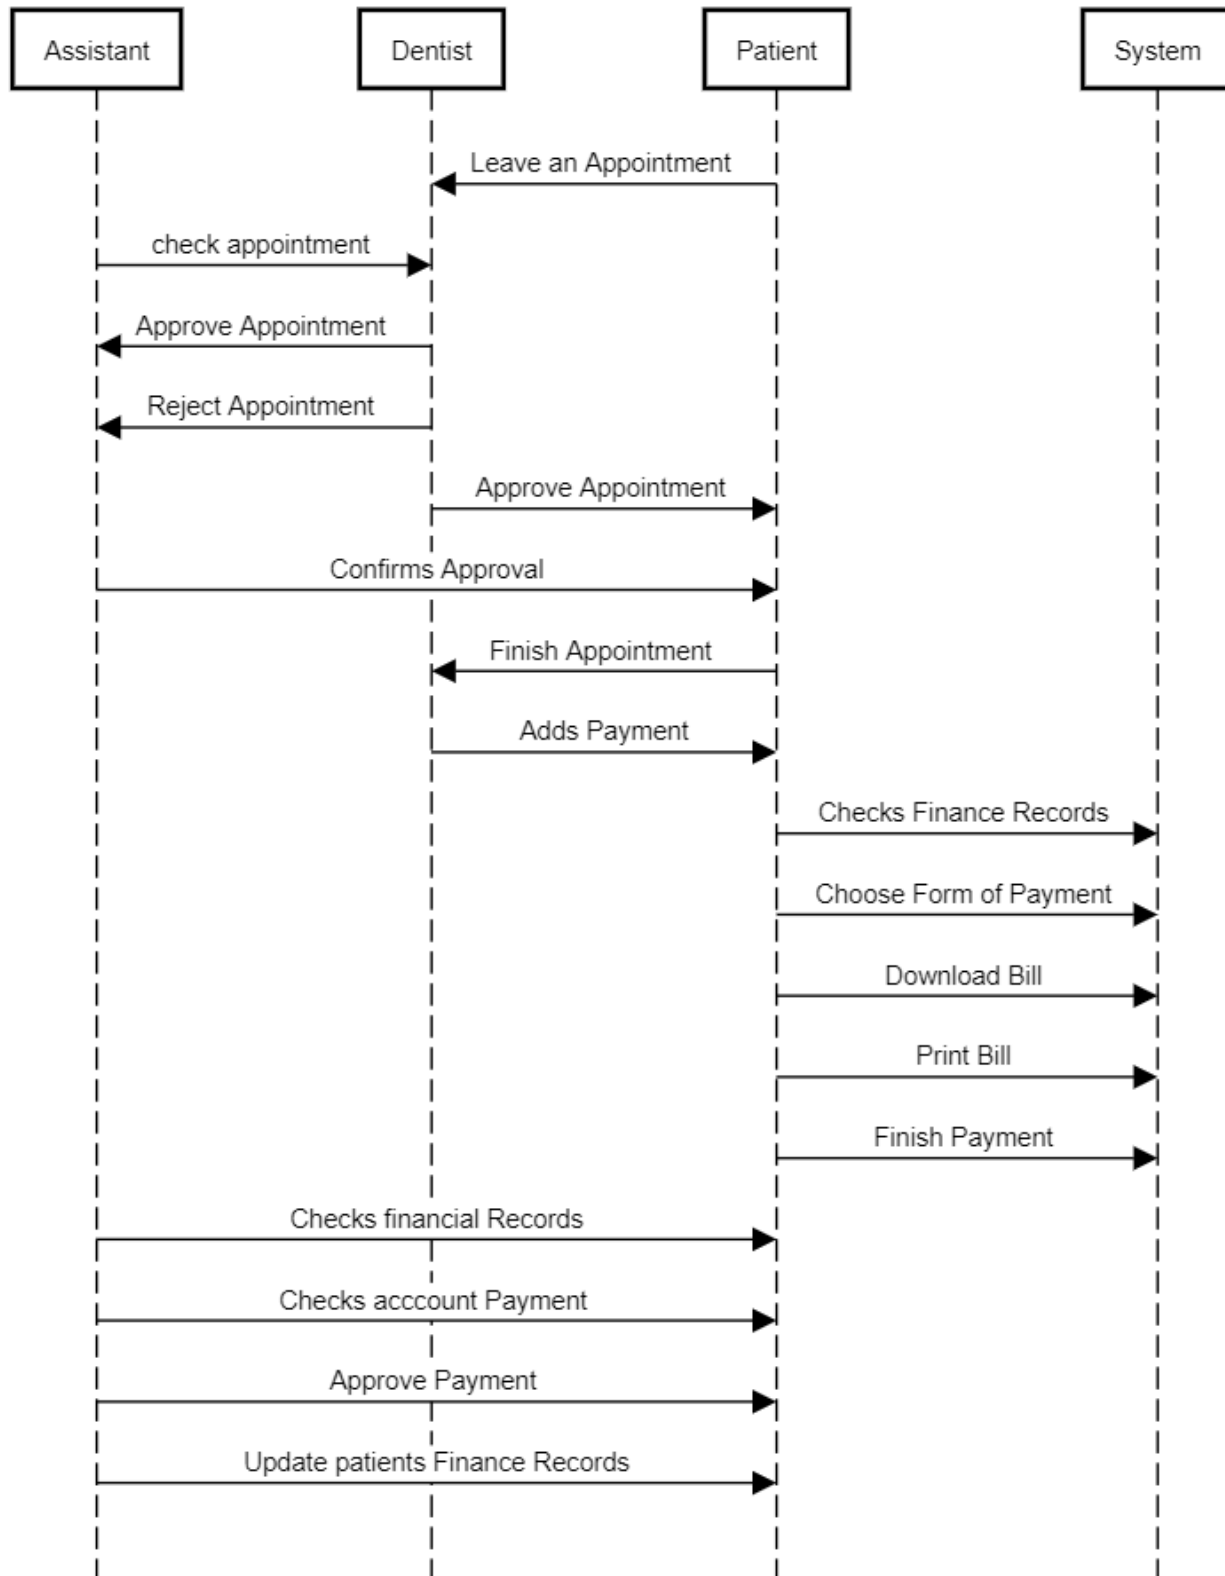 Assistant
Dentist
Patient
System
Leave an Appointment
check appointment
Approve Appointment
Reject Appointment
Approve Appointment
Confirms Approval
Finish Appointment
Adds Payment
Checks Finance Records
Choose Form of Payment
Download Bill
Print Bill
Finish Payment
Checks financial Records
Checks acccount Payment
Approve Payment
Update patients Finance Records